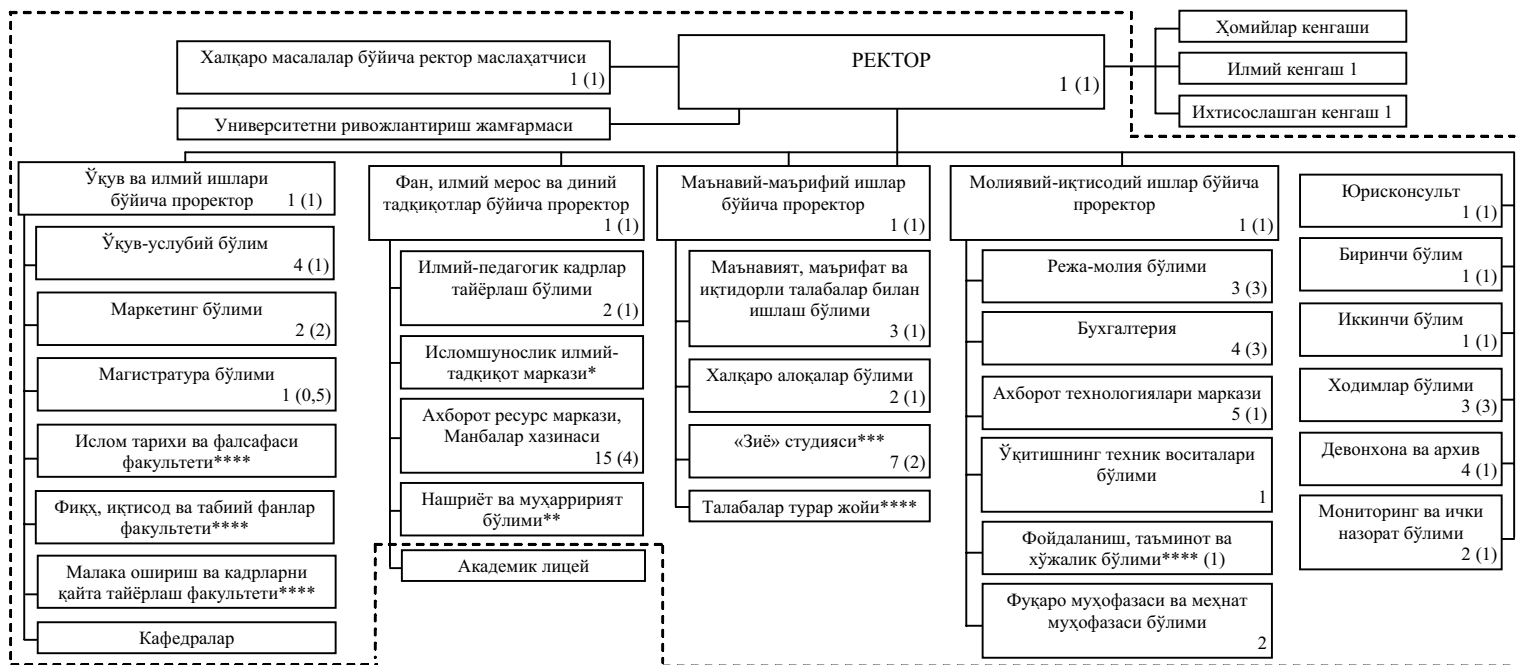 Халқаро масалалар бўйича ректор маслаҳатчиси
1 (1)
РЕКТОР
1 (1)
Ҳомийлар кенгаши
Илмий кенгаш 1
Ихтисослашган кенгаш 1
Университетни ривожлантириш жамғармаси
Ўқув ва илмий ишлари
бўйича проректор 1 (1)
Ўқув-услубий бўлим
4 (1)
Маркетинг бўлими
2 (2)
Магистратура бўлими
1 (0,5)
Ислом тарихи ва фалсафаси
факультети****
Фиқҳ, иқтисод ва табиий фанлар
факультети****
Малака ошириш ва кадрларни
қайта тайёрлаш факультети****
Кафедралар
Фан, илмий мерос ва диний
тадқиқотлар бўйича проректор
1 (1)
Илмий-педагогик кадрлар
тайёрлаш бўлими
2 (1)
Исломшунослик илмий-
тадқиқот маркази*
Ахборот ресурс маркази,
Манбалар хазинаси
15 (4)
Нашриёт ва муҳарририят
бўлими**
Академик лицей
Маънавий-маърифий ишлар
бўйича проректор
1 (1)
Маънавият, маърифат ва
иқтидорли талабалар билан
ишлаш бўлими
3 (1)
Халқаро алоқалар бўлими
2 (1)
«Зиё» студияси***
7 (2)
Талабалар турар жойи****
Молиявий-иқтисодий ишлар бўйича
проректор
1 (1)
Режа-молия бўлими
3 (3)
Бухгалтерия
4 (3)
Ахборот технологиялари маркази
5 (1)
Ўқитишнинг техник воситалари
бўлими
1
Фойдаланиш, таъминот ва
хўжалик бўлими**** (1)
Фуқаро муҳофазаси ва меҳнат
муҳофазаси бўлими
2
Юрисконсульт
1 (1)
Биринчи бўлим
1 (1)
Иккинчи бўлим
1 (1)
Ходимлар бўлими
3 (3)
Девонхона ва архив
4 (1)
Мониторинг ва ички
назорат бўлими
2 (1)